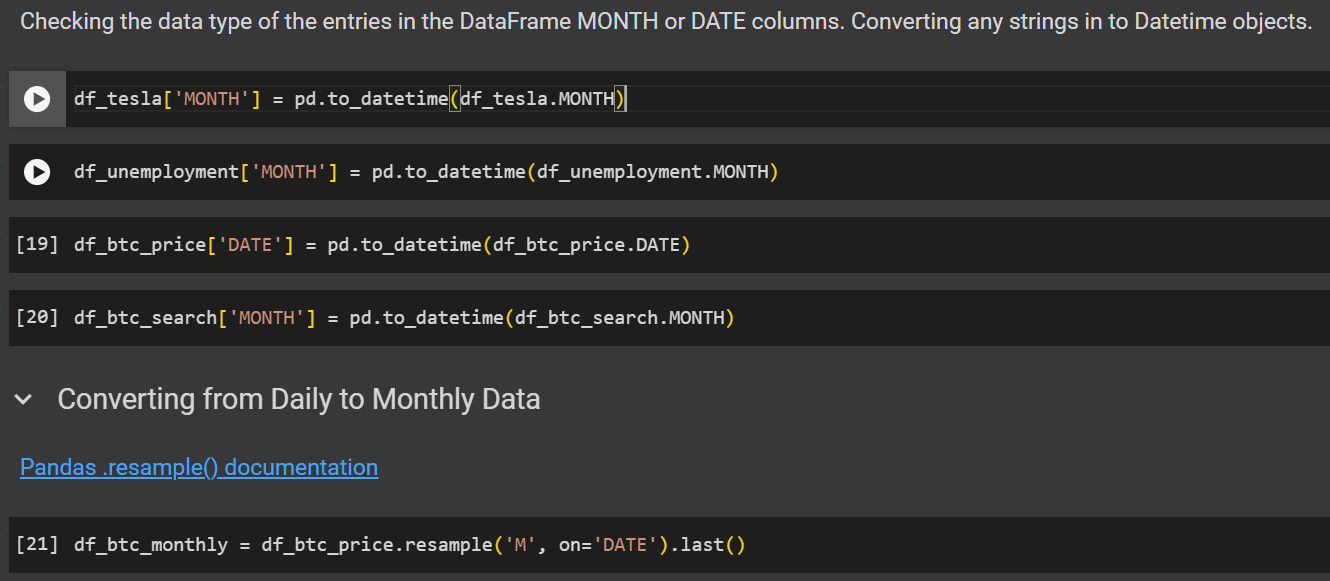 Checking the data type of the entries in the DataFrame MONTH or DATE columns. Converting any strings in to Datetime objects.
df_tesla['MONTH'] = pd.to_datetime(df_tesla.MONTH)
df_unemployment['MONTH'] = pd.to_datetime(df_unemployment.MONTH)
[19] df_btc_price['DATE'] = pd.to_datetime(df_btc_price.DATE)
[20] df_btc_search['MONTH'] = pd.to_datetime(df_btc_search.MONTH)
Converting from Daily to Monthly Data
Pandas .resample() documentation
[21] df_btc_monthly = df_btc_price.resample('M', on='DATE').last()